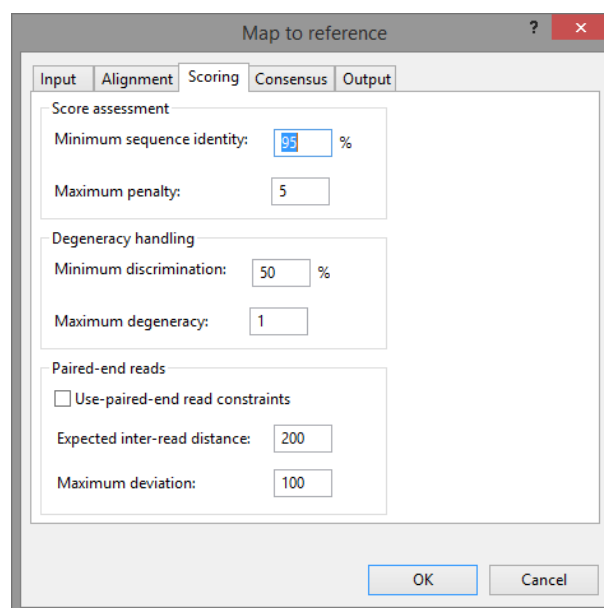 Map to reference
?
×
Input Alignment Scoring Consensus Output
Score assessment
Minimum sequence identity: 95 %
Maximum penalty: 5
Degeneracy handling
Minimum discrimination: 50 %
Maximum degeneracy: 1
Paired-end reads
Use-paired-end read constraints
Expected inter-read distance: 200
Maximum deviation: 100
OK Cancel